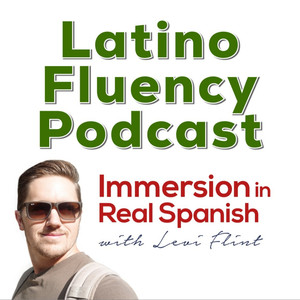 Latino
Fluency
Podcast
Immersion in
Real Spanish
with Levi Flint